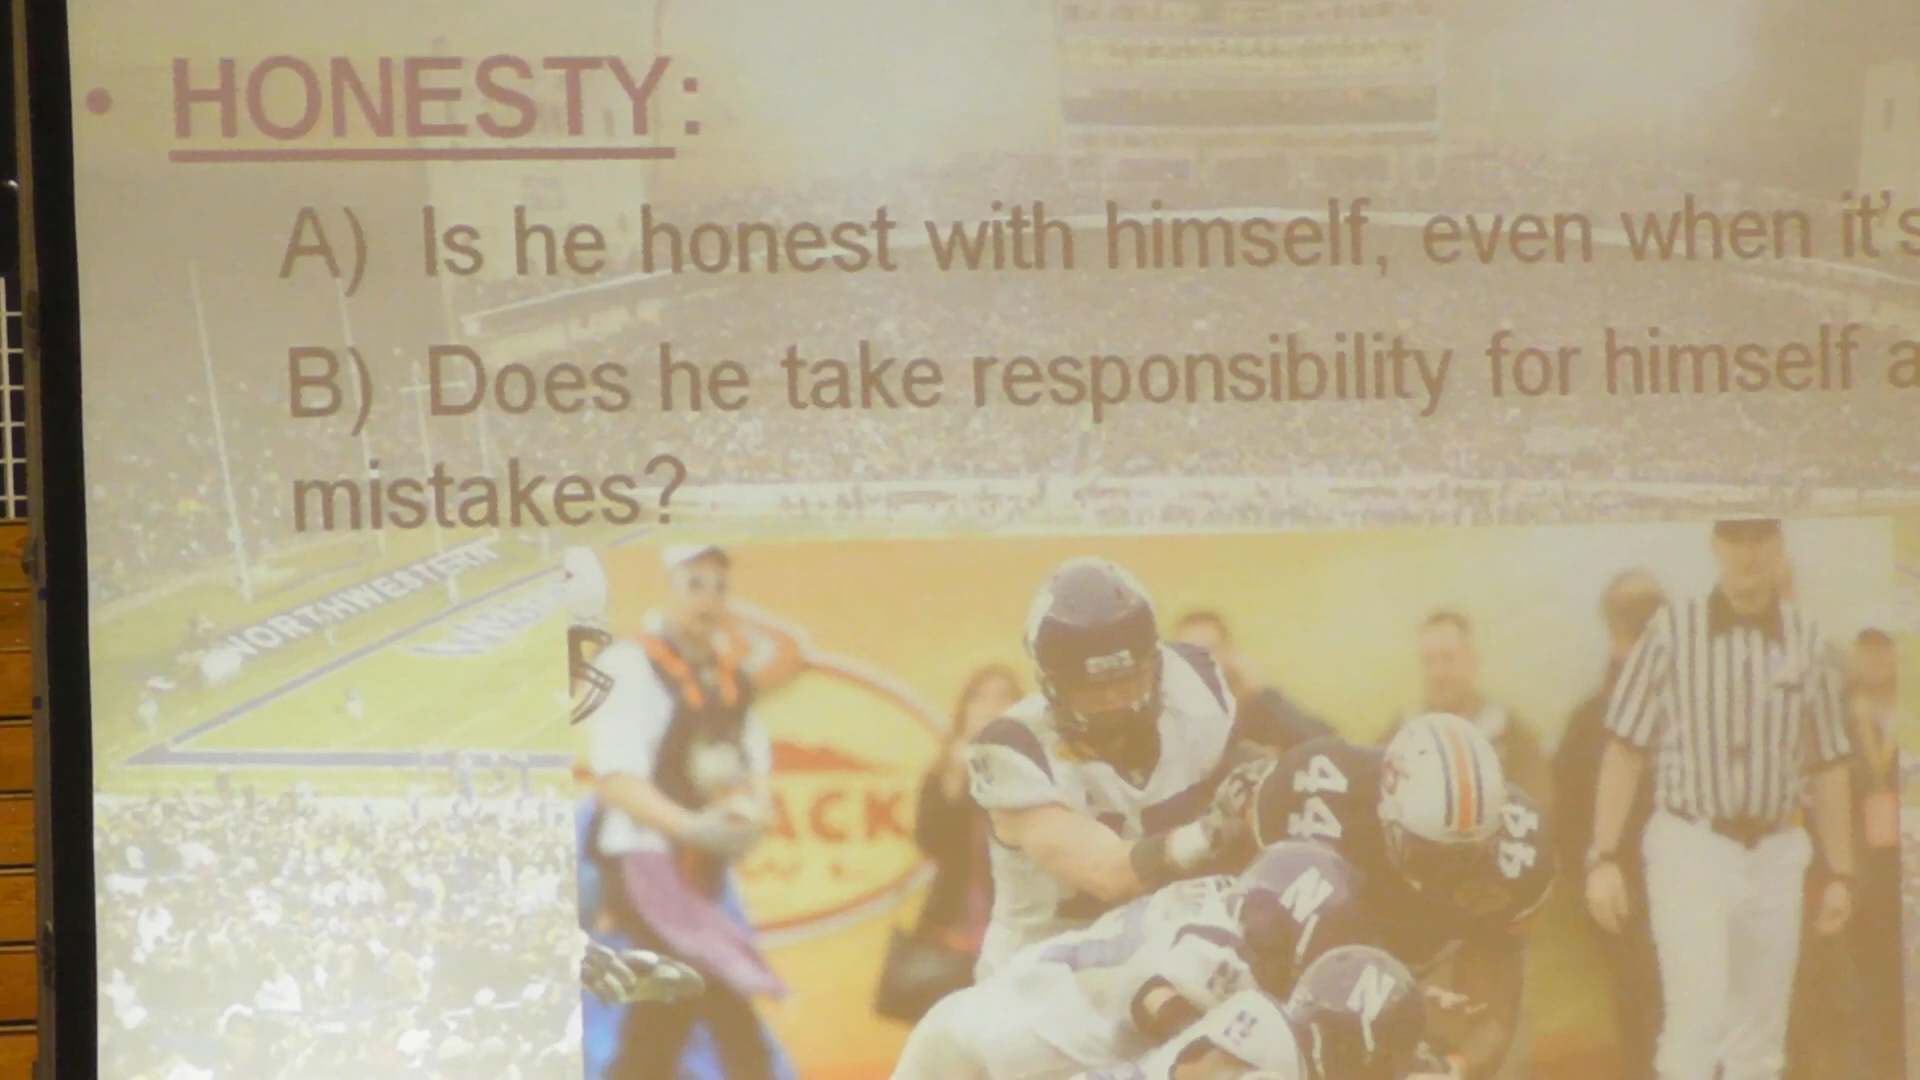 • HONESTY:
A) Is he honest with himself, even when it's
B) Does he take responsibility for himself a
mistakes?
NORTHWESTERN
ACK
44
44
N
N